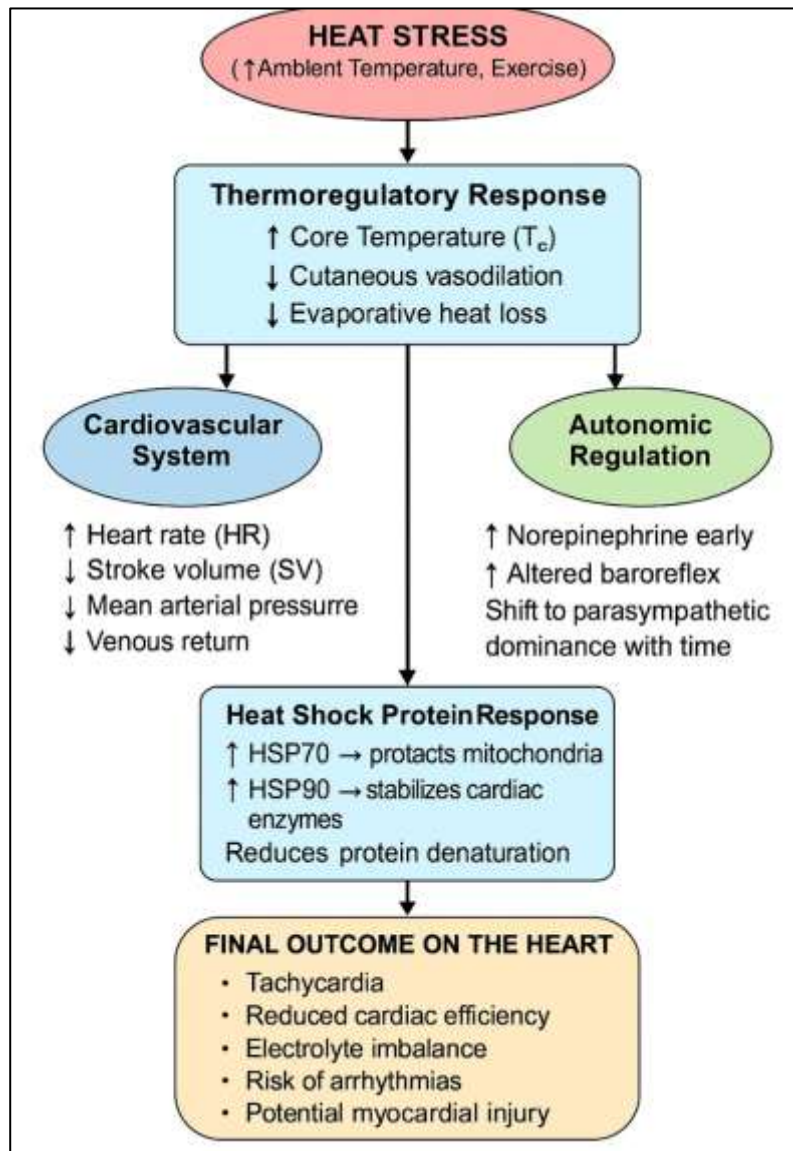 HEAT STRESS
(↑Amblent Temperature, Exercise)
Thermoregulatory Response
↑ Core Temperature (Tc)
↓ Cutaneous vasodilation
↓ Evaporative heat loss
Cardiovascular
System
↑ Heart rate (HR)
↓ Stroke volume (SV)
↓ Mean arterial pressurre
↓ Venous return
Autonomic
Regulation
↑ Norepinephrine early
↑ Altered baroreflex
Shift to parasympathetic
dominance with time
Heat Shock Protein Response
↑ HSP70 → protacts mitochondria
↑ HSP90 → stabilizes cardiac
enzymes
Reduces protein denaturation
FINAL OUTCOME ON THE HEART
• Tachycardia
• Reduced cardiac efficiency
• Electrolyte imbalance
• Risk of arrhythmias
• Potential myocardial injury